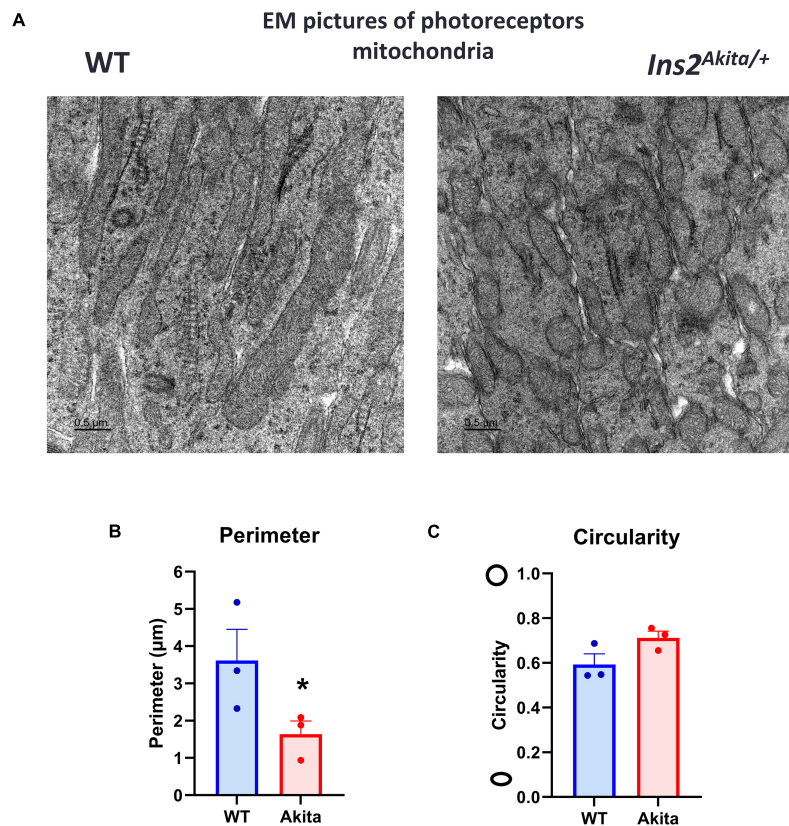 A
EM pictures of photoreceptors
mitochondria
WT
Ins2Akita/+
0.5 µm
0.5 µm
B
Perimeter
Perimeter (µm)
6
5
4
3
2
1
0
*
WT
Akita
C
Circularity
Circularity
1.0
0.8
0.6
0.4
0.2
0.0
WT
Akita